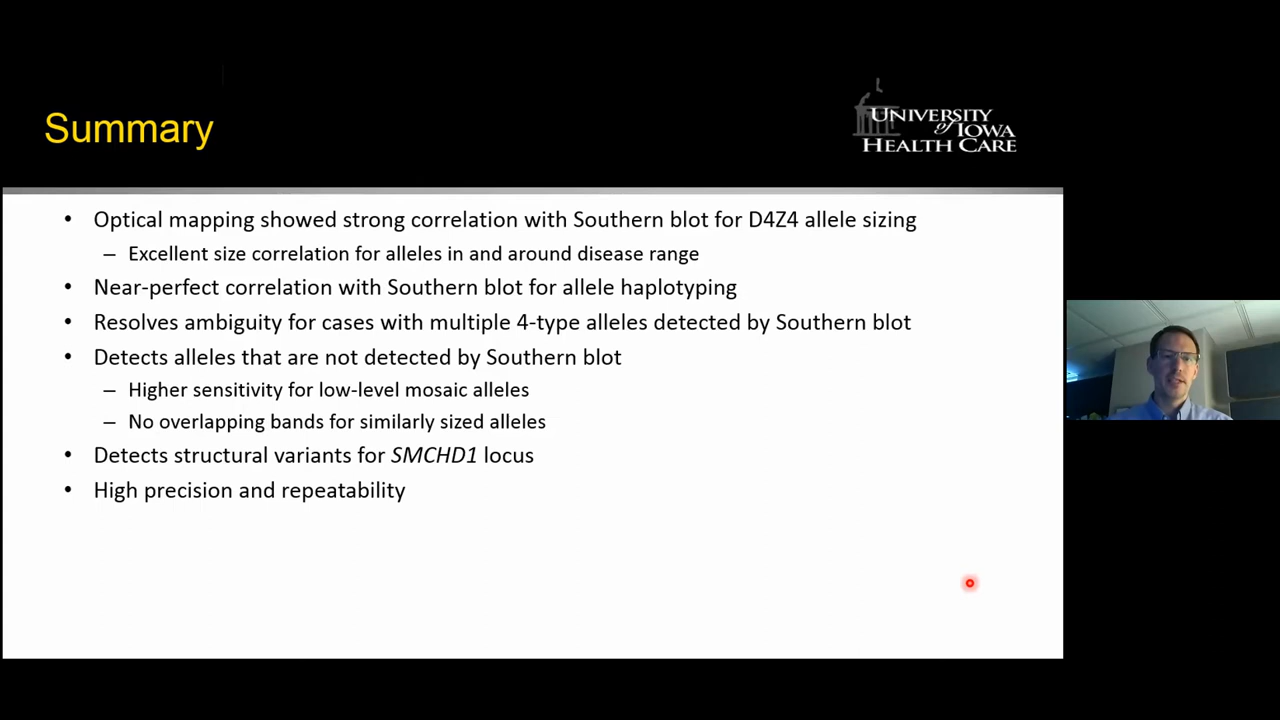 Summary
UNIVERSITY
of IOWA
HEALTH CARE
• Optical mapping showed strong correlation with Southern blot for D4Z4 allele sizing
– Excellent size correlation for alleles in and around disease range
• Near-perfect correlation with Southern blot for allele haplotyping
• Resolves ambiguity for cases with multiple 4-type alleles detected by Southern blot
• Detects alleles that are not detected by Southern blot
– Higher sensitivity for low-level mosaic alleles
– No overlapping bands for similarly sized alleles
• Detects structural variants for SMCHD1 locus
• High precision and repeatability